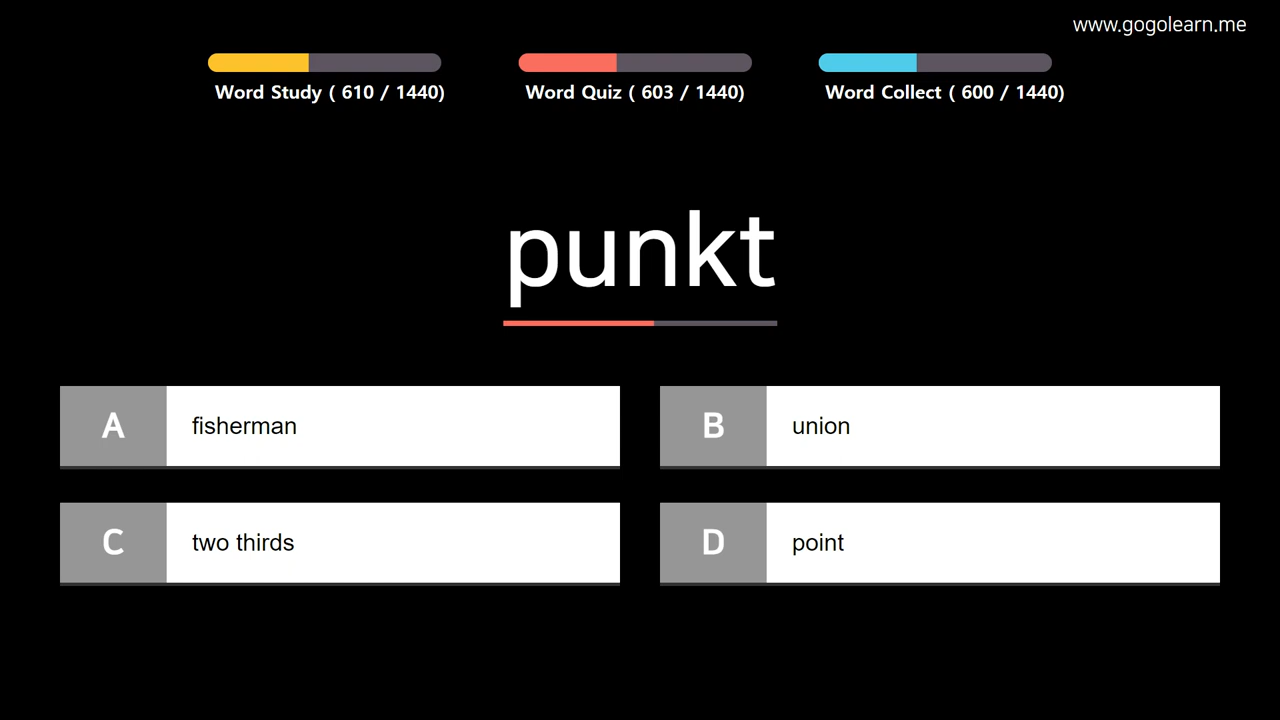 www.gogolearn.me
Word Study ( 610 / 1440)
Word Quiz ( 603 / 1440)
Word Collect ( 600 / 1440)
punkt
A fisherman
B union
C two thirds
D point